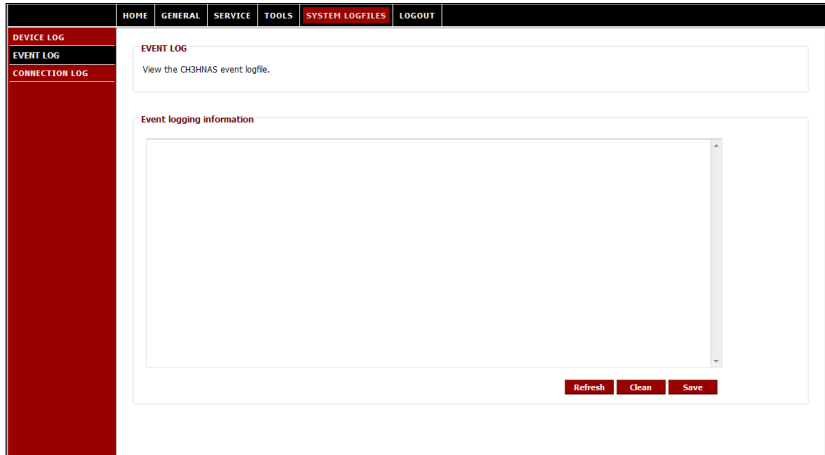 HOME GENERAL SERVICE TOOLS SYSTEM LOGFILES LOGOUT
DEVICE LOG
EVENT LOG
CONNECTION LOG
EVENT LOG
View the CH3HNAS event logfile.
Event logging information
Refresh Clean Save